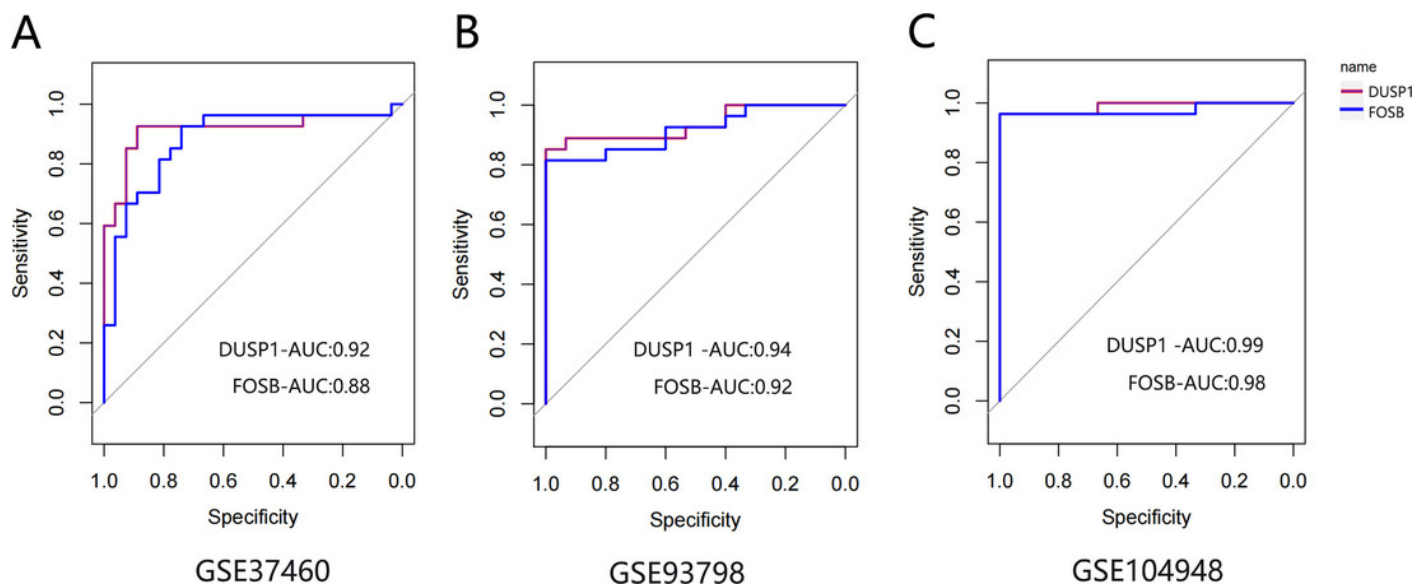 A
B
C
name
DUSP1
FOSB
1.0
0.8
0.6
0.4
0.2
0.0
Sensitivity
DUSP1-AUC:0.92
FOSB-AUC:0.88
1.0 0.8 0.6 0.4 0.2 0.0
Specificity
GSE37460
1.0
0.8
0.6
0.4
0.2
0.0
Sensitivity
DUSP1 -AUC:0.94
FOSB-AUC:0.92
1.0 0.8 0.6 0.4 0.2 0.0
Specificity
GSE93798
1.0
0.8
0.6
0.4
0.2
0.0
Sensitivity
DUSP1 -AUC:0.99
FOSB-AUC:0.98
1.0 0.8 0.6 0.4 0.2 0.0
Specificity
GSE104948